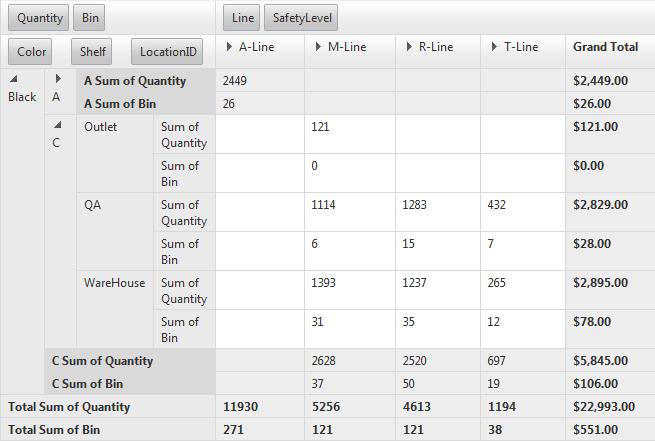 Quantity Bin Line SafetyLevel
Color Shelf LocationID A-Line M-Line R-Line T-Line Grand Total
Black A A Sum of Quantity 2449 $2,449.00
A Sum of Bin 26 $26.00
C Outlet Sum of Quantity 121 $121.00
Sum of Bin 0 $0.00
QA Sum of Quantity 1114 1283 432 $2,829.00
Sum of Bin 6 15 7 $28.00
WareHouse Sum of Quantity 1393 1237 265 $2,895.00
Sum of Bin 31 35 12 $78.00
C Sum of Quantity 2628 2520 697 $5,845.00
C Sum of Bin 37 50 19 $106.00
Total Sum of Quantity 11930 5256 4613 1194 $22,993.00
Total Sum of Bin 271 121 121 38 $551.00